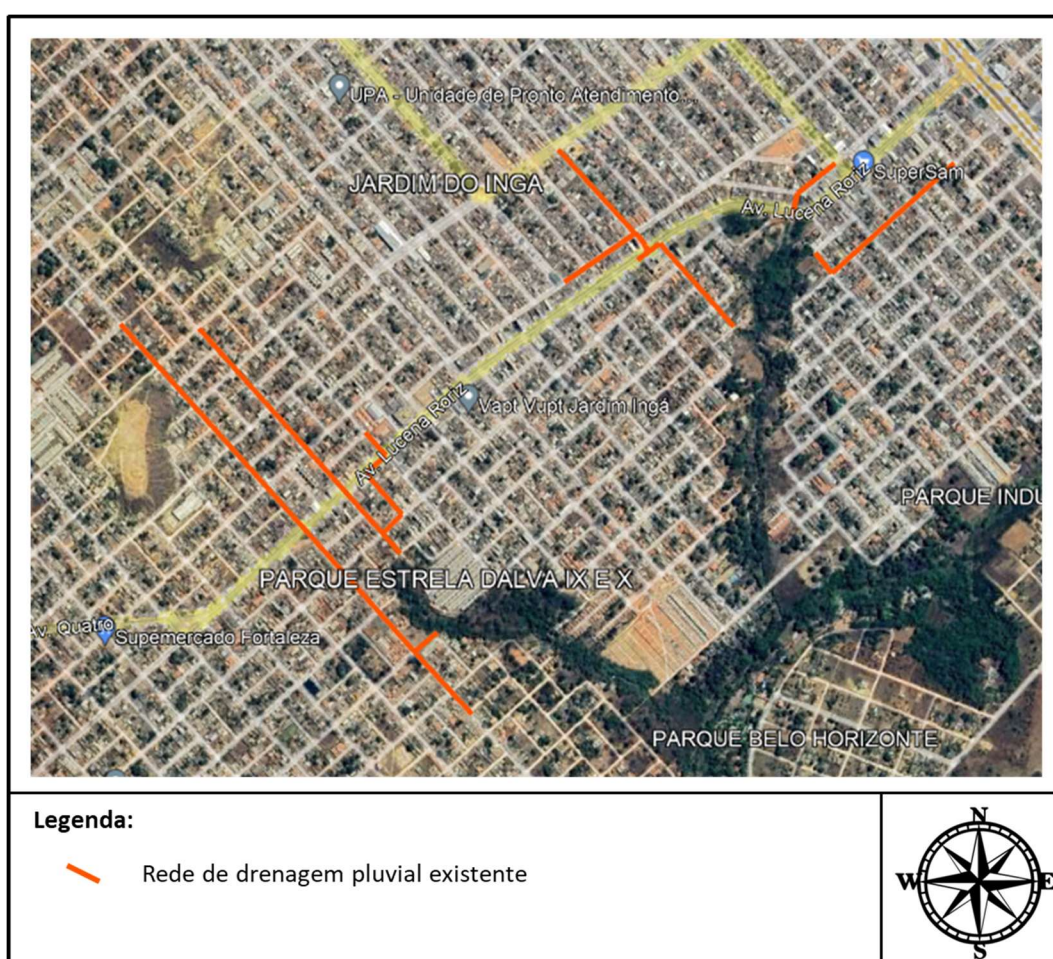 UPA - Unidade de Pronto Atendimento ...
JARDIM DO INGA
SuperSam
Av. Lucena Roriz
Vapt Vupt Jardim Ingá
Av. Lucena Roriz
PARQUE INDU
PARQUE ESTRELA DALVA IX E X
Av. Quatro
Supemercado Fortaleza
PARQUE BELO HORIZONTE
Legenda:
Rede de drenagem pluvial existente
N
W E
S